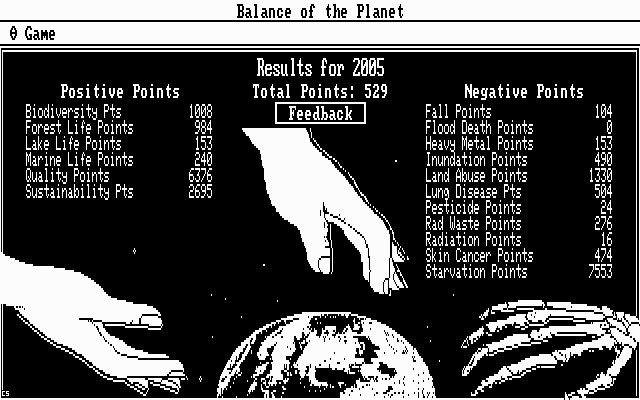 Balance of the Planet
θ Game
Results for 2005
Positive Points
Total Points: 529
Negative Points
Feedback
Biodiversity Pts 1008
Forest Life Points 984
Lake Life Points 153
Marine Life Points 240
Quality Points 6376
Sustainability Pts 2695
Fall Points 104
Flood Death Points 0
Heavy Metal Points 153
Inundation Points 490
Land Abuse Points 1330
Lung Disease Pts 504
Pesticide Points 24
Rad Waste Points 276
Radiation Points 16
Skin Cancer Points 474
Starvation Points 7553
CS